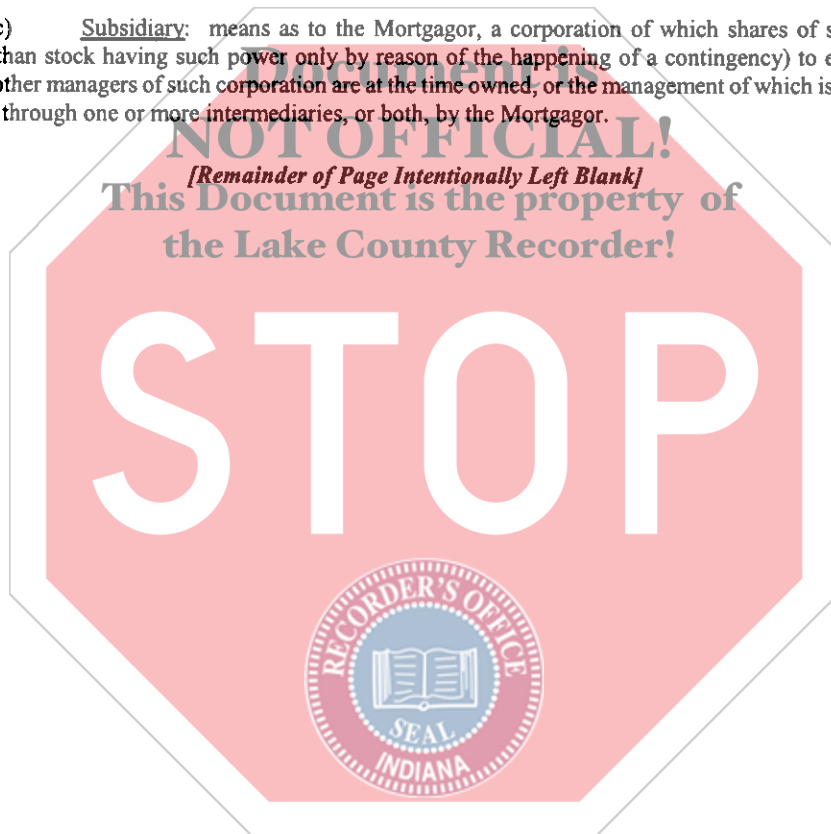 c) Subsidiary: means as to the Mortgagor, a corporation of which shares of s
than stock having such power only by reason of the happening of a contingency) to e
other managers of such corporation are at the time owned, or the management of which is
through one or more intermediaries, or both, by the Mortgagor.
Document is
NOT OFFICIAL!
[Remainder of Page Intentionally Left Blank]
This Document is the property of
the Lake County Recorder!
STOP
RECORDER'S OFFICE
SEAL
INDIANA